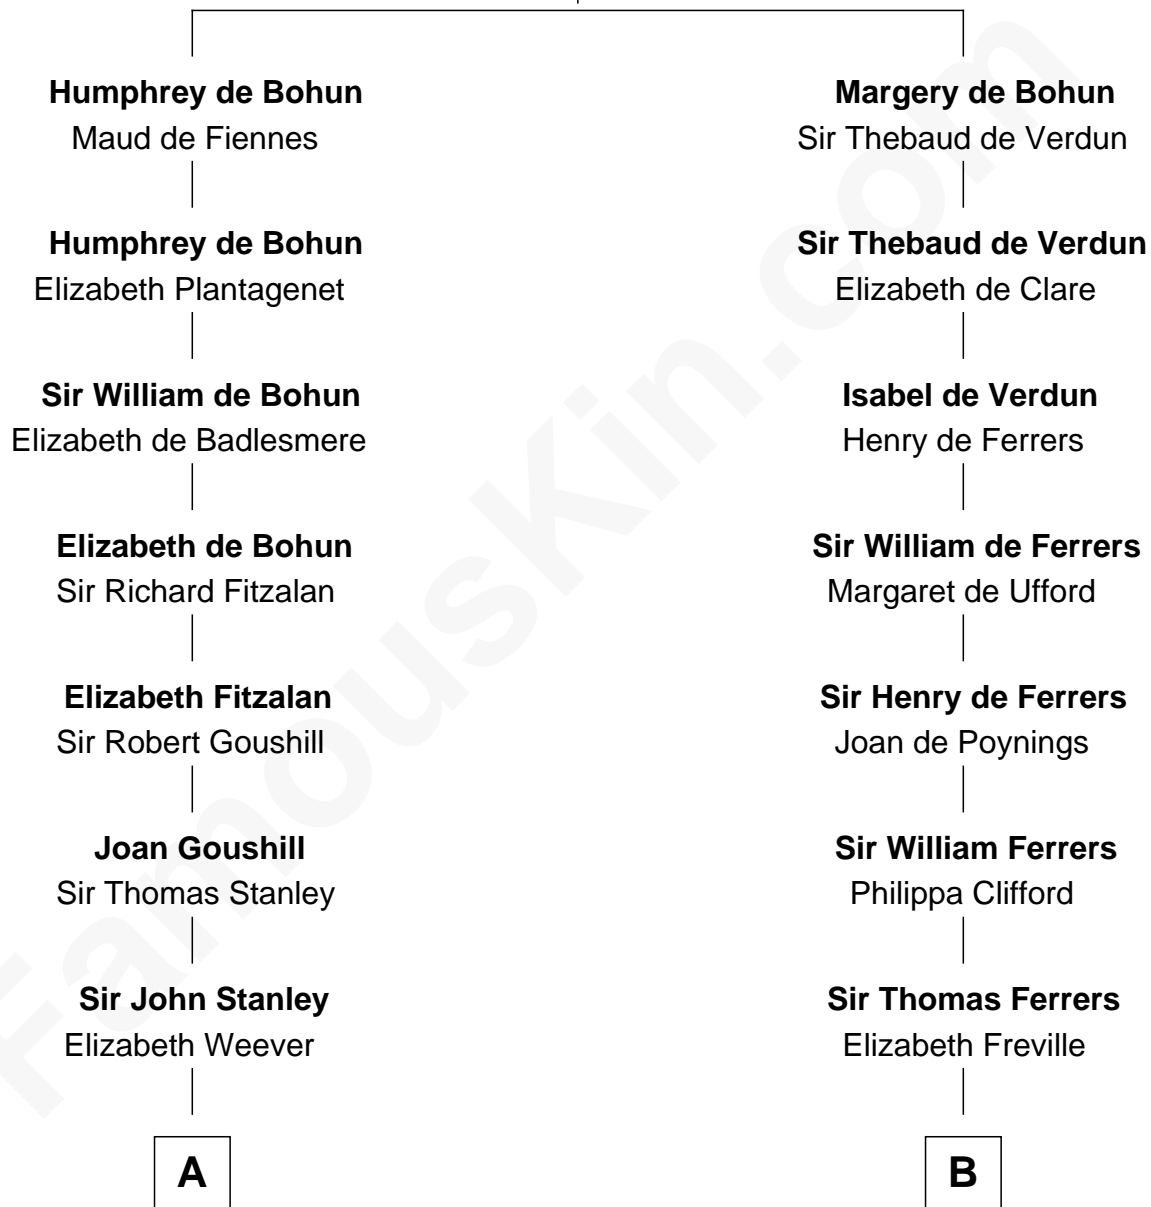 Humphrey de Bohun
Maud de Fiennes
Humphrey de Bohun
Elizabeth Plantagenet
Sir William de Bohun
Elizabeth de Badlesmere
Elizabeth de Bohun
Sir Richard Fitzalan
Elizabeth Fitzalan
Sir Robert Goushill
Joan Goushill
Sir Thomas Stanley
Sir John Stanley
Elizabeth Weever
A
Margery de Bohun
Sir Thebaud de Verdun
Sir Thebaud de Verdun
Elizabeth de Clare
Isabel de Verdun
Henry de Ferrers
Sir William de Ferrers
Margaret de Ufford
Sir Henry de Ferrers
Joan de Poynings
Sir William Ferrers
Philippa Clifford
Sir Thomas Ferrers
Elizabeth Freville
B
FamousKin.com